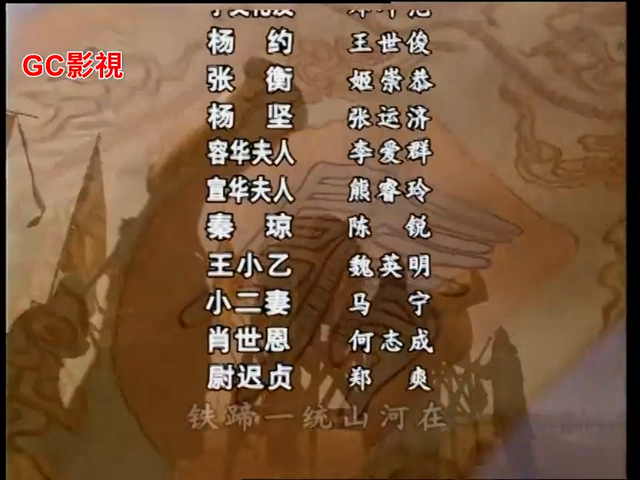 GC影視
杨 约 王世俊
张 衡 姬崇恭
杨 坚 张运济
容华夫人 李爱群
宣华夫人 熊睿玲
秦 琼 陈 锐
王小乙 魏英明
小二妻 马 宁
肖世恩 何志成
尉迟贞 郑 爽
铁蹄一统山河在